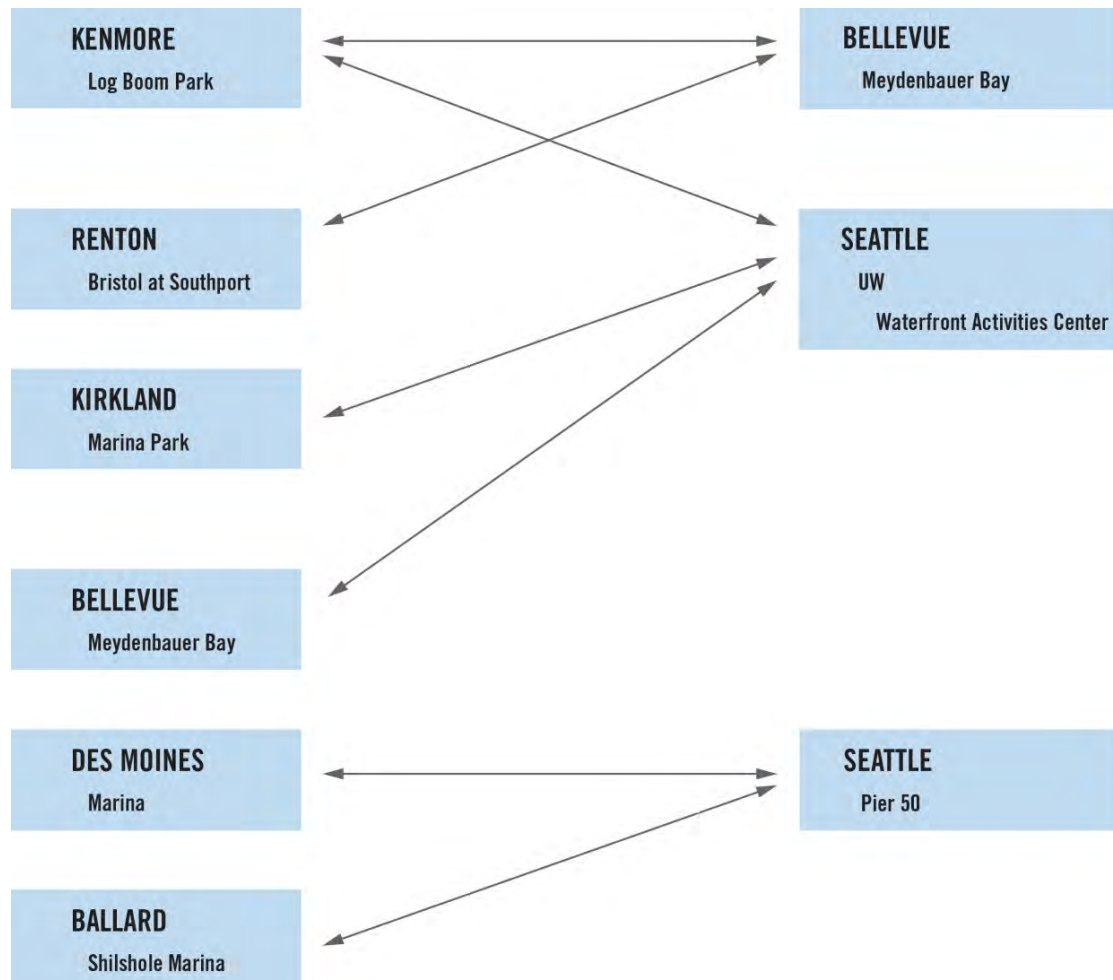 KENMORE
Log Boom Park
BELLEVUE
Meydenbauer Bay
RENTON
Bristol at Southport
SEATTLE
UW
Waterfront Activities Center
KIRKLAND
Marina Park
BELLEVUE
Meydenbauer Bay
DES MOINES
Marina
SEATTLE
Pier 50
BALLARD
Shilshole Marina